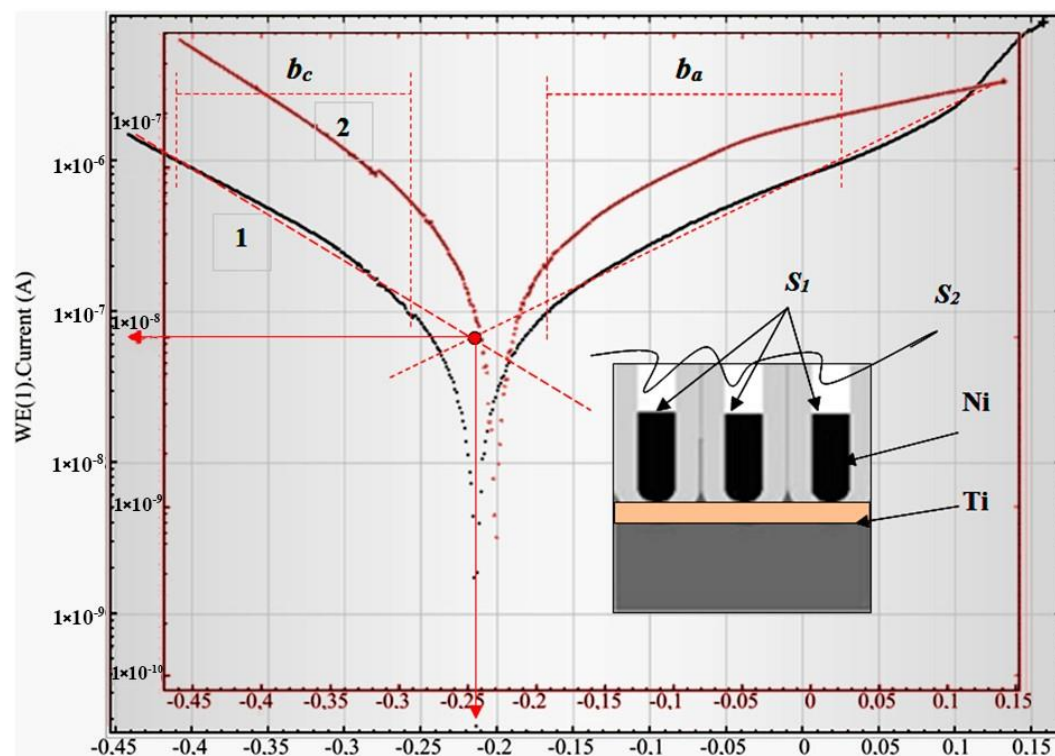 b_c
b_a
2
1×10⁻⁷
1×10⁻⁶
1
1×10⁻⁷
1×10⁻⁸
S₁
S₂
WE(1),Current (A)
Ni
1×10⁻⁸
1×10⁻⁹
Ti
1×10⁻⁹
1×10⁻¹⁰
-0,45 -0,4 -0.35 -0,3 -0,25 -0,2 -0.15 -0.1 -0.05 0 0.05 0.1 0.15
-0.45 -0.4 -0.35 -0,3 -0.25 -0,2 -0.15 -0.1 -0.05 0 0.05 0.1 0.15